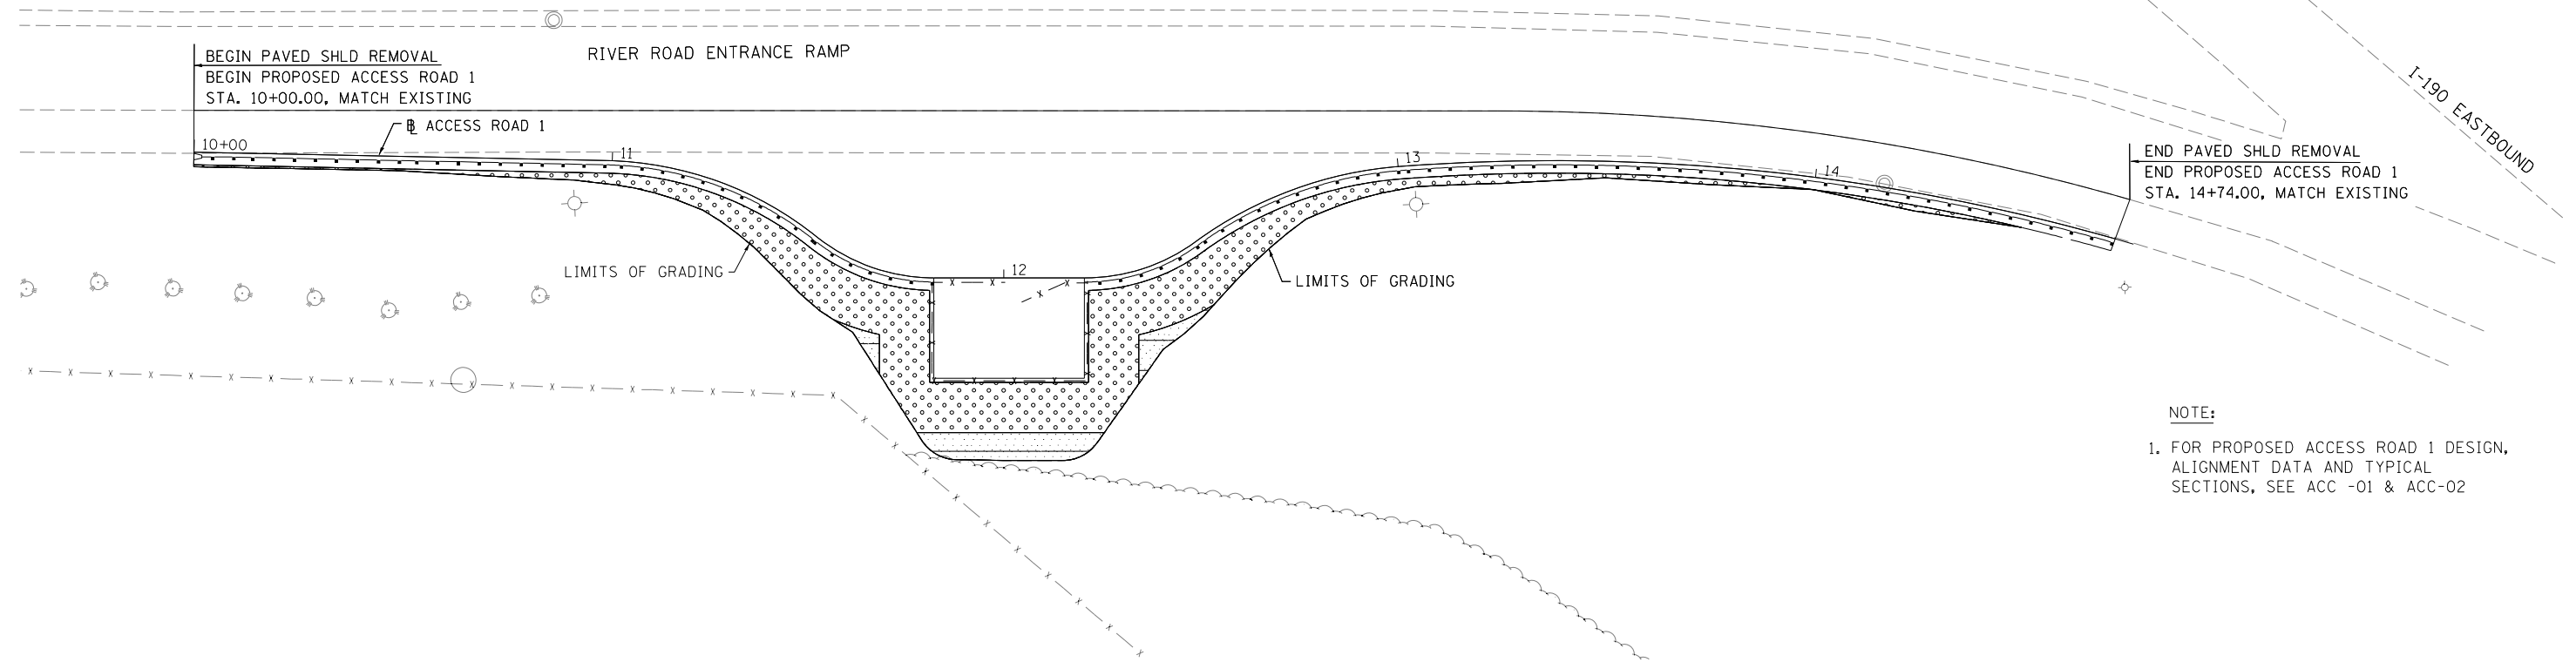 RIVER ROAD ENTRANCE RAMP
BEGIN PAVED SHLD REMOVAL
BEGIN PROPOSED ACCESS ROAD 1
STA. 10+00.00, MATCH EXISTING
℄ ACCESS ROAD 1
10+00
11
12
13
14
LIMITS OF GRADING
LIMITS OF GRADING
I-190 EASTBOUND
END PAVED SHLD REMOVAL
END PROPOSED ACCESS ROAD 1
STA. 14+74.00, MATCH EXISTING
NOTE:
1. FOR PROPOSED ACCESS ROAD 1 DESIGN,
ALIGNMENT DATA AND TYPICAL
SECTIONS, SEE ACC -01 & ACC-02